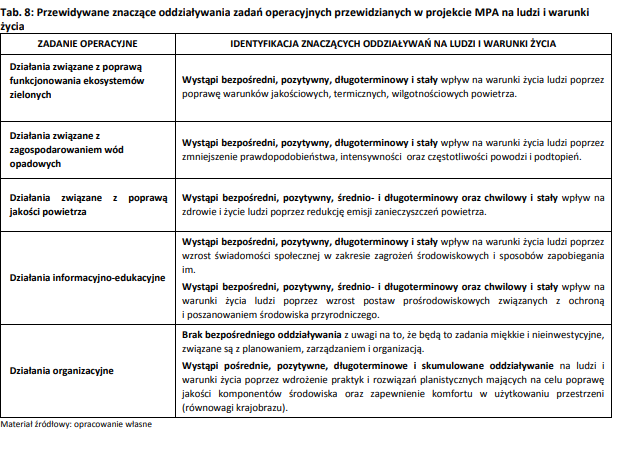 Tab. 8: Przewidywane znaczące oddziaływania zadań operacyjnych przewidzianych w projekcie MPA na ludzi i warunki
życia
ZADANIE OPERACYJNE
IDENTYFIKACJA ZNACZĄCYCH ODDZIAŁYWAŃ NA LUDZI I WARUNKI ŻYCIA
Działania związane z poprawą
funkcjonowania ekosystemów
zielonych
Wystąpi bezpośredni, pozytywny, długoterminowy i stały wpływ na warunki życia ludzi poprzez
poprawę warunków jakościowych, termicznych, wilgotnościowych powietrza.
Działania związane z
zagospodarowaniem wód
opadowych
Wystąpi bezpośredni, pozytywny, długoterminowy i stały wpływ na warunki życia ludzi poprzez
zmniejszenie prawdopodobieństwa, intensywności oraz częstotliwości powodzi i podtopień.
Działania związane z poprawą
jakości powietrza
Wystąpi bezpośredni, pozytywny, średnio- i długoterminowy oraz chwilowy i stały wpływ na
zdrowie i życie ludzi poprzez redukcję emisji zanieczyszczeń powietrza.
Działania informacyjno-edukacyjne
Wystąpi bezpośredni, pozytywny, długoterminowy i stały wpływ na warunki życia ludzi poprzez
wzrost świadomości społecznej w zakresie zagrożeń środowiskowych i sposobów zapobiegania
im.
Wystąpi bezpośredni, pozytywny, średnio- i długoterminowy oraz chwilowy i stały wpływ na
warunki życia ludzi poprzez wzrost postaw prośrodowiskowych związanych z ochroną
i poszanowaniem środowiska przyrodniczego.
Działania organizacyjne
Brak bezpośredniego oddziaływania z uwagi na to, że będą to zadania miękkie i nieinwestycyjne,
związane są z planowaniem, zarządzaniem i organizacją.
Wystąpi pośrednie, pozytywne, długoterminowe i skumulowane oddziaływanie na ludzi i
warunki życia poprzez wdrożenie praktyk i rozwiązań planistycznych mających na celu poprawę
jakości komponentów środowiska oraz zapewnienie komfortu w użytkowaniu przestrzeni
(równowagi krajobrazu).
Materiał źródłowy: opracowanie własne